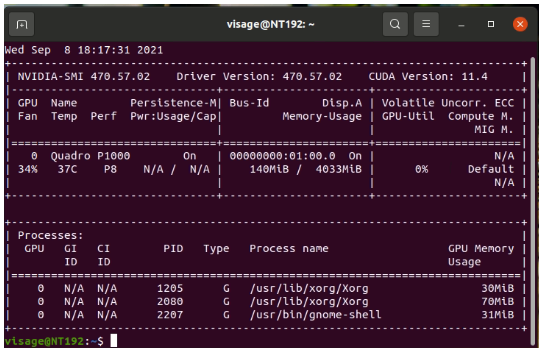 visage@NT192: ~
Wed Sep  8 18:17:31 2021
+-----------------------------------------------------------------------------+
| NVIDIA-SMI 470.57.02    Driver Version: 470.57.02    CUDA Version: 11.4     |
|-------------------------------+----------------------+----------------------+
| GPU  Name        Persistence-M| Bus-Id        Disp.A | Volatile Uncorr. ECC |
| Fan  Temp  Perf  Pwr:Usage/Cap|         Memory-Usage | GPU-Util  Compute M. |
|                               |                      |               MIG M. |
|===============================+======================+======================|
|   0  Quadro P1000        On   | 00000000:01:00.0  On |                  N/A |
| 34%   37C    P8    N/A /  N/A |    140MiB /  4033MiB |      0%      Default |
|                               |                      |                  N/A |
+-------------------------------+----------------------+----------------------+
+-----------------------------------------------------------------------------+
| Processes:                                                                  |
|  GPU   GI   CI        PID   Type   Process name                  GPU Memory |
|        ID   ID                                                   Usage      |
|=============================================================================|
|    0   N/A  N/A      1205      G   /usr/lib/xorg/Xorg                 30MiB |
|    0   N/A  N/A      2080      G   /usr/lib/xorg/Xorg                 70MiB |
|    0   N/A  N/A      2207      G   /usr/bin/gnome-shell               31MiB |
+-----------------------------------------------------------------------------+
visage@NT192:~$